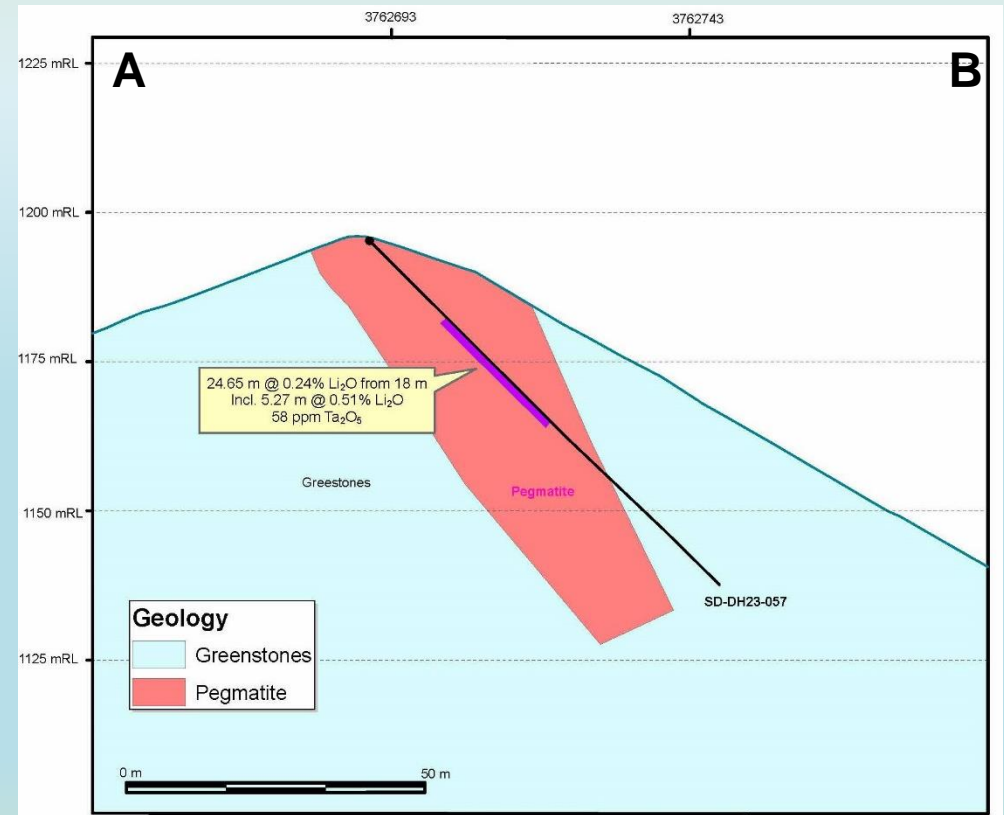 3762693 3762743
1225 mRL
A B
1200 mRL
1175 mRL
24.65 m @ 0.24% Li₂O from 18 m
Incl. 5.27 m @ 0.51% Li₂O
58 ppm Ta₂O₅
Greestones
Pegmatite
1150 mRL
SD-DH23-057
Geology
Greenstones
Pegmatite
1125 mRL
0 m 50 m